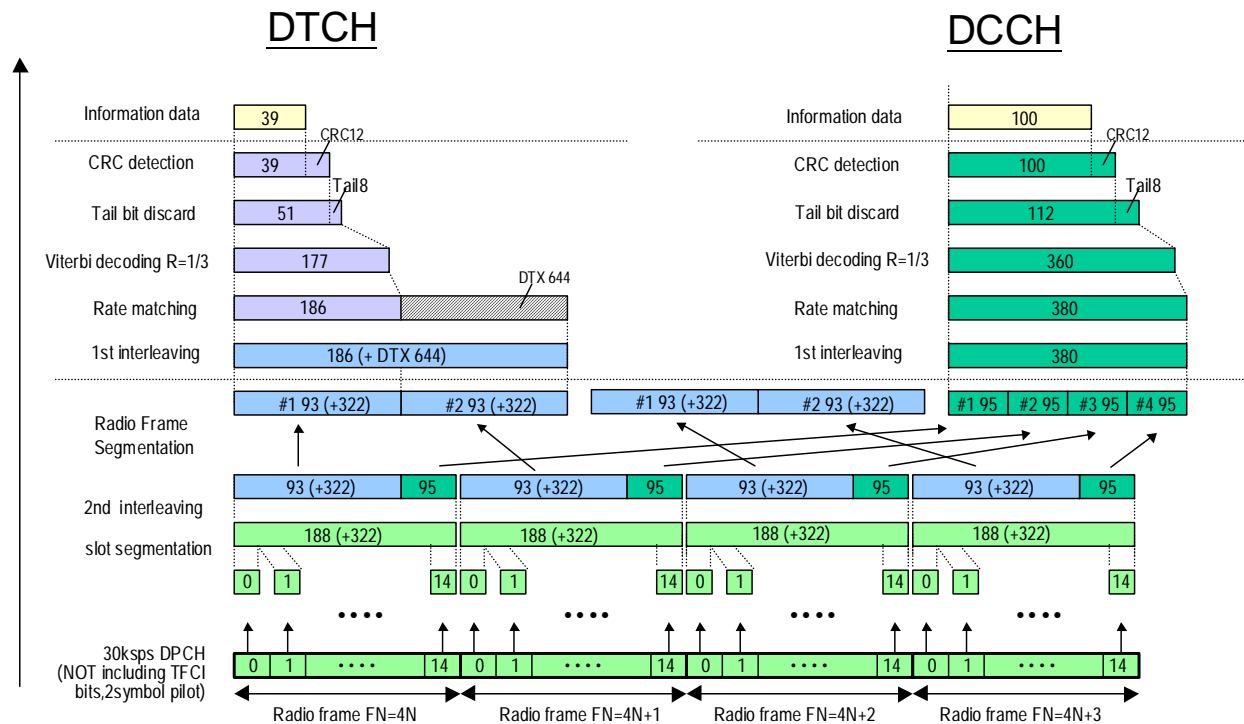 DTCH
DCCH
Information data
39
Information data
100
CRC12
CRC12
CRC detection
39
CRC detection
100
Tail8
Tail8
Tail bit discard
51
Tail bit discard
112
Viterbi decoding R=1/3
177
Viterbi decoding R=1/3
360
DTX 644
Rate matching
186
Rate matching
380
1st interleaving
186 (+ DTX 644)
1st interleaving
380
#1 93 (+322) #2 93 (+322) #1 93 (+322) #2 93 (+322) #1 95 #2 95 #3 95 #4 95
Radio Frame
Segmentation
93 (+322) 95 93 (+322) 95 93 (+322) 95 93 (+322) 95
2nd interleaving
188 (+322) 188 (+322) 188 (+322) 188 (+322)
slot segmentation
0 1 14 0 1 14 0 1 14 0 1 14
•••• •••• •••• ••••
30ksps DPCH
(NOT including TFCI
bits,2symbol pilot)
0 1 •••• 14 0 1 •••• 14 0 1 •••• 14 0 1 •••• 14
Radio frame FN=4N Radio frame FN=4N+1 Radio frame FN=4N+2 Radio frame FN=4N+3